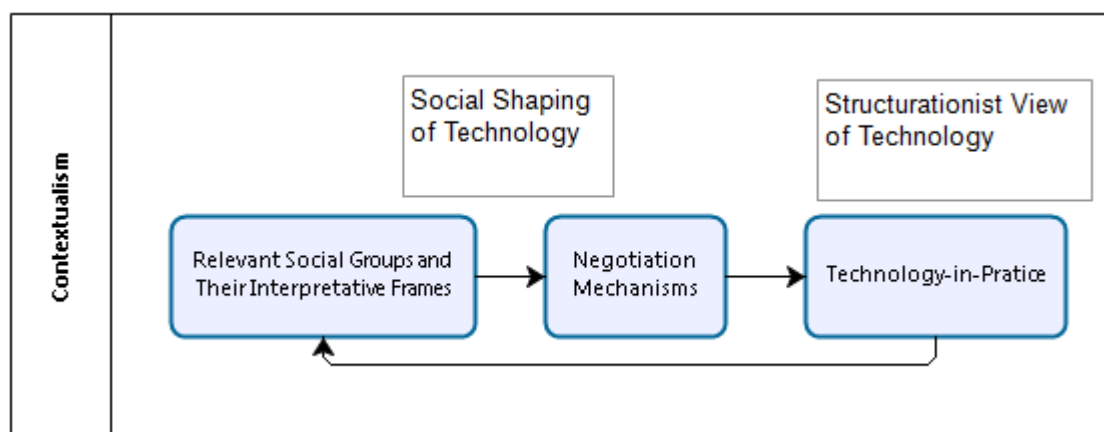 Contextualism
Social Shaping
of Technology
Structurationist View
of Technology
Relevant Social Groups and
Their Interpretative Frames
Negotiation
Mechanisms
Technology-in-Pratice